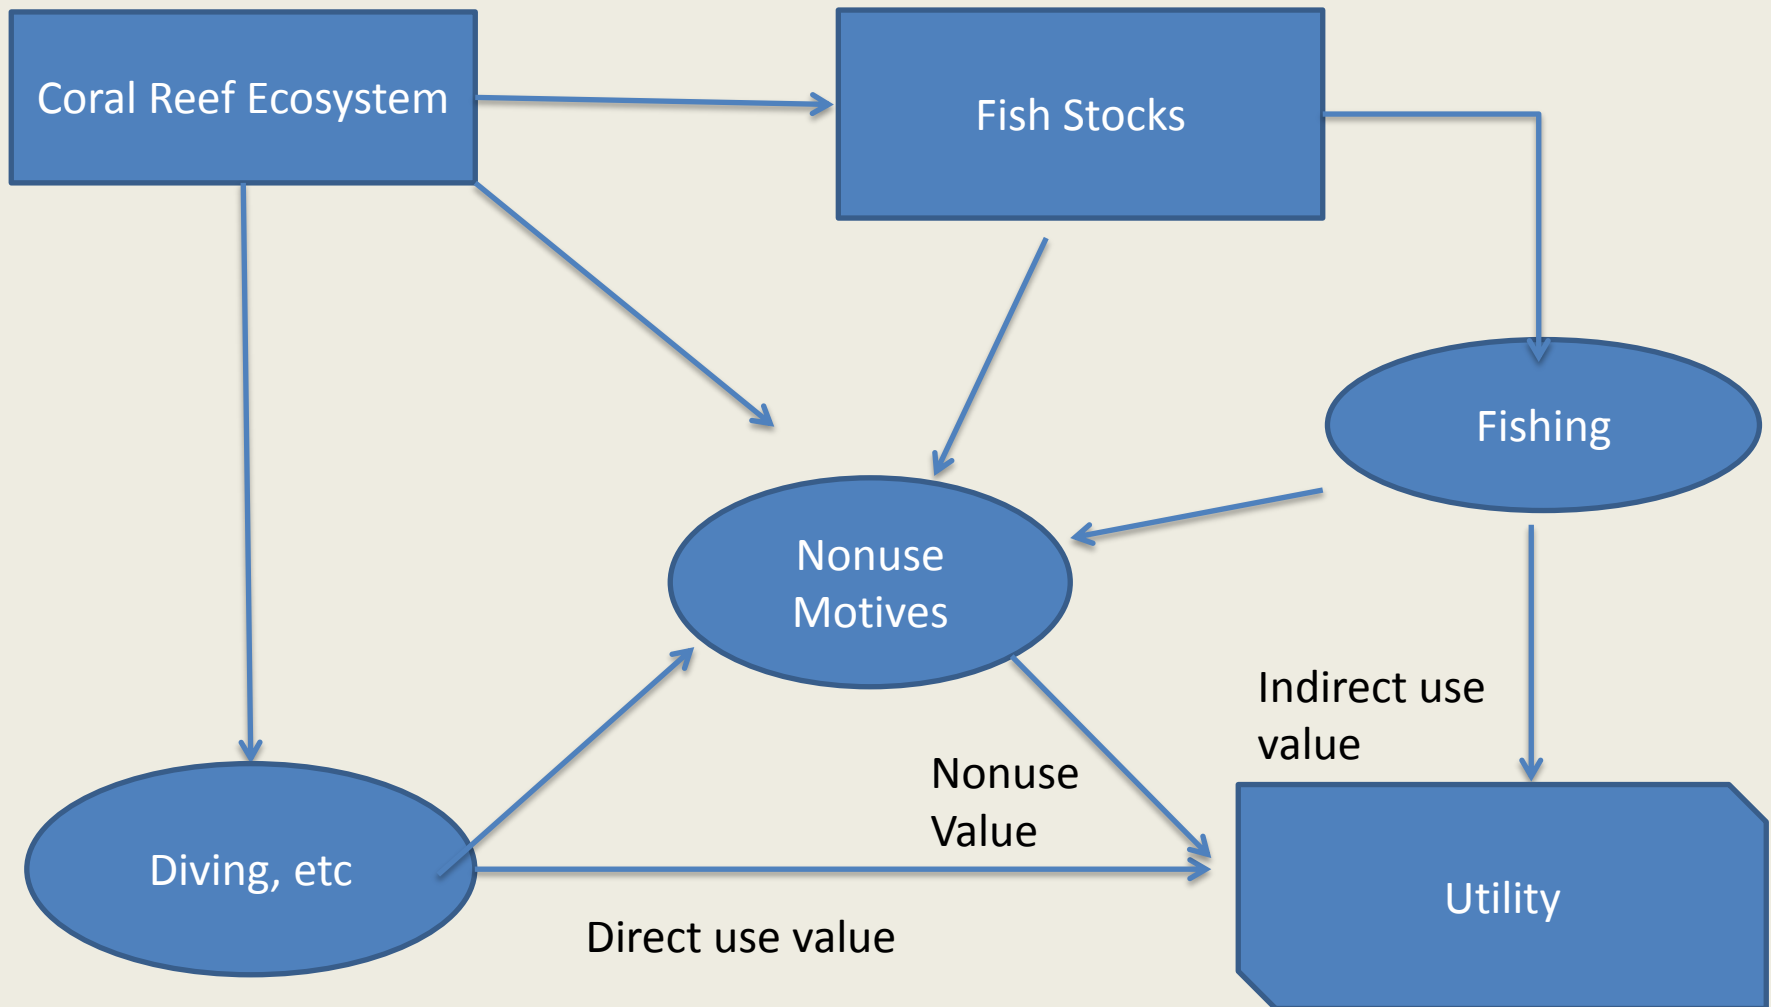 Coral Reef Ecosystem
Fish Stocks
Fishing
Nonuse
Motives
Indirect use
value
Nonuse
Value
Diving, etc
Utility
Direct use value